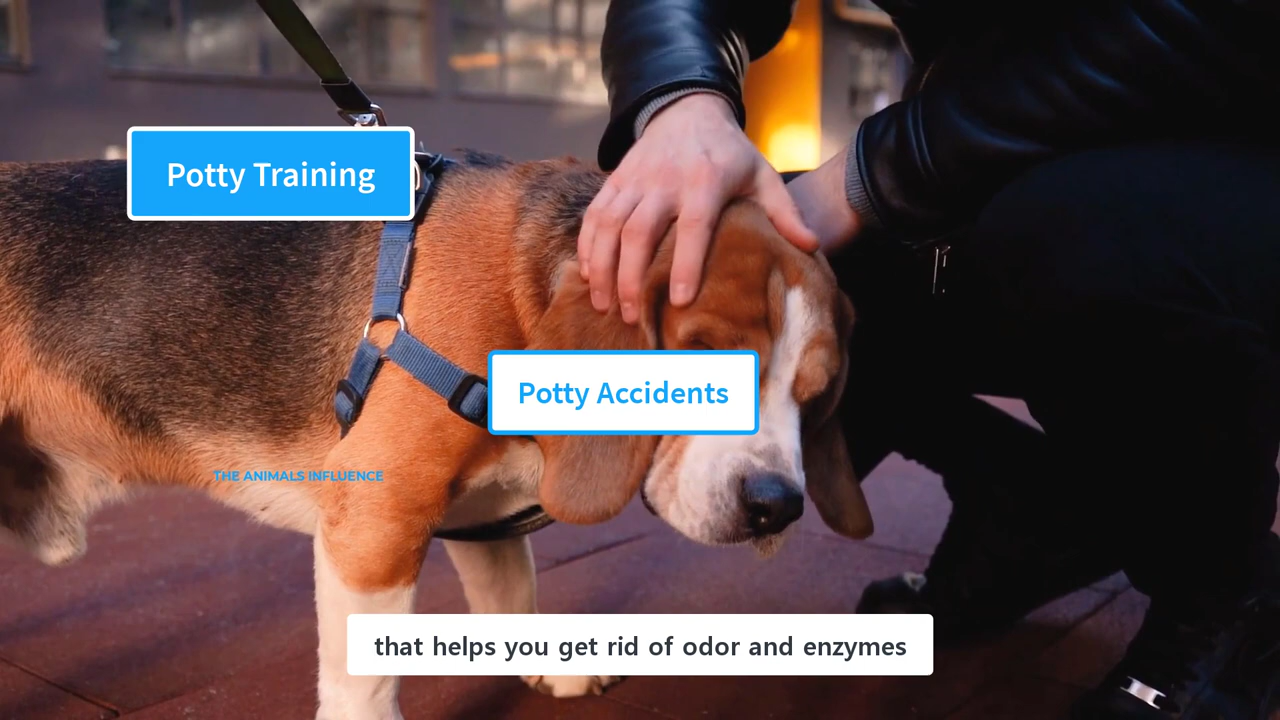 Potty Training
Potty Accidents
THE ANIMALS INFLUENCE
that helps you get rid of odor and enzymes